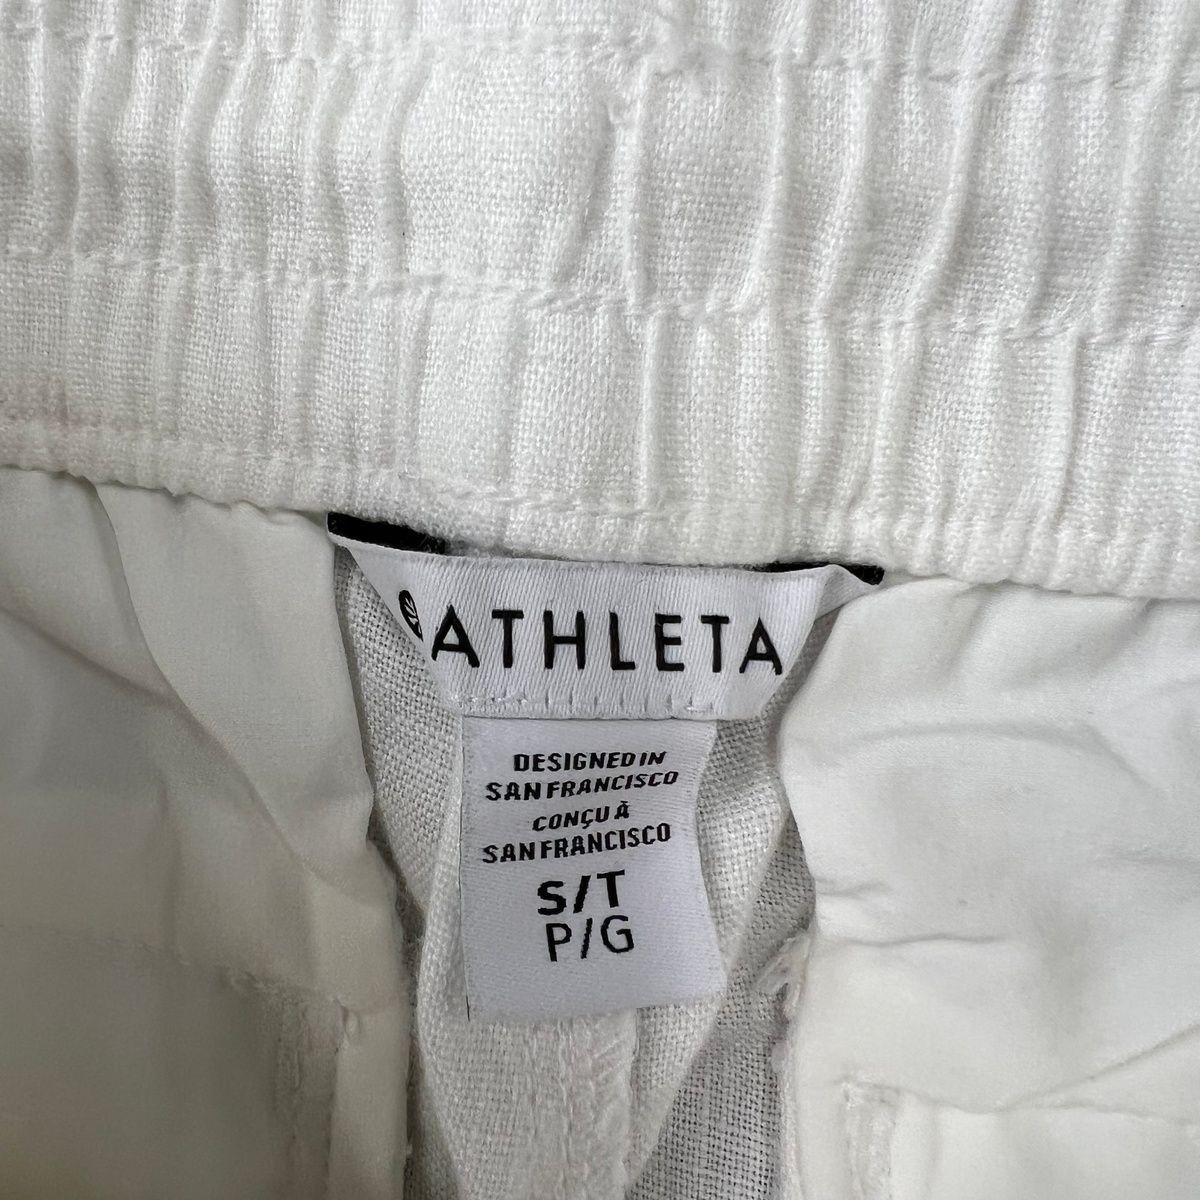 ATHLETA
DESIGNED IN
SAN FRANCISCO
CONÇU À
SAN FRANCISCO
S/T
P/G